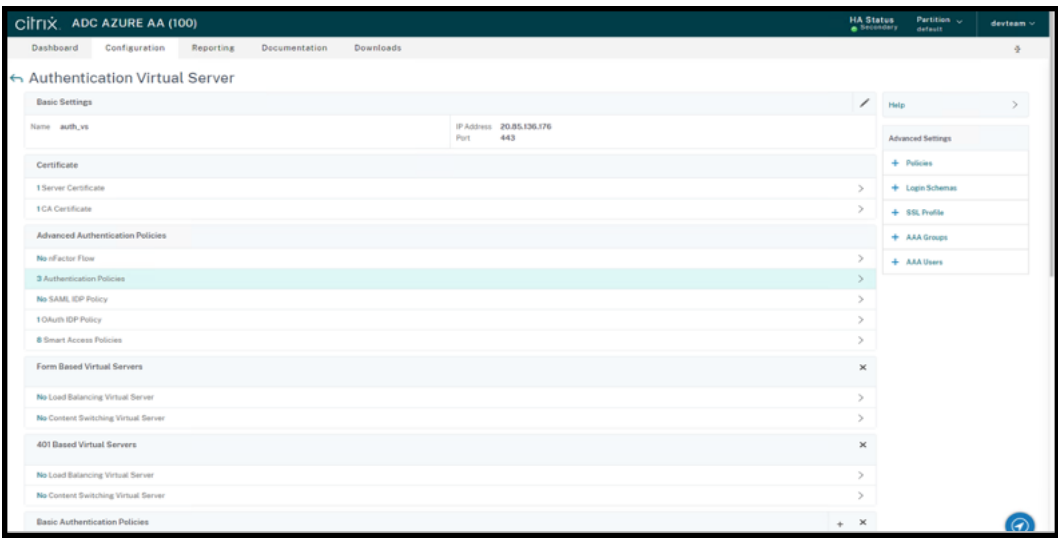 citrix. ADC AZURE AA (100)
HA Status
Secondary
Partition
default
devteam
Dashboard Configuration Reporting Documentation Downloads
Authentication Virtual Server
Basic Settings
Name auth_vs
IP Address 20.85.136.176
Port 443
Certificate
1 Server Certificate
1 CA Certificate
Advanced Authentication Policies
No nFactor Flow
3 Authentication Policies
No SAML IDP Policy
1 OAuth IDP Policy
8 Smart Access Policies
Form Based Virtual Servers
No Load Balancing Virtual Server
No Content Switching Virtual Server
401 Based Virtual Servers
No Load Balancing Virtual Server
No Content Switching Virtual Server
Basic Authentication Policies
Help
Advanced Settings
+ Policies
+ Login Schemas
+ SSL Profile
+ AAA Groups
+ AAA Users